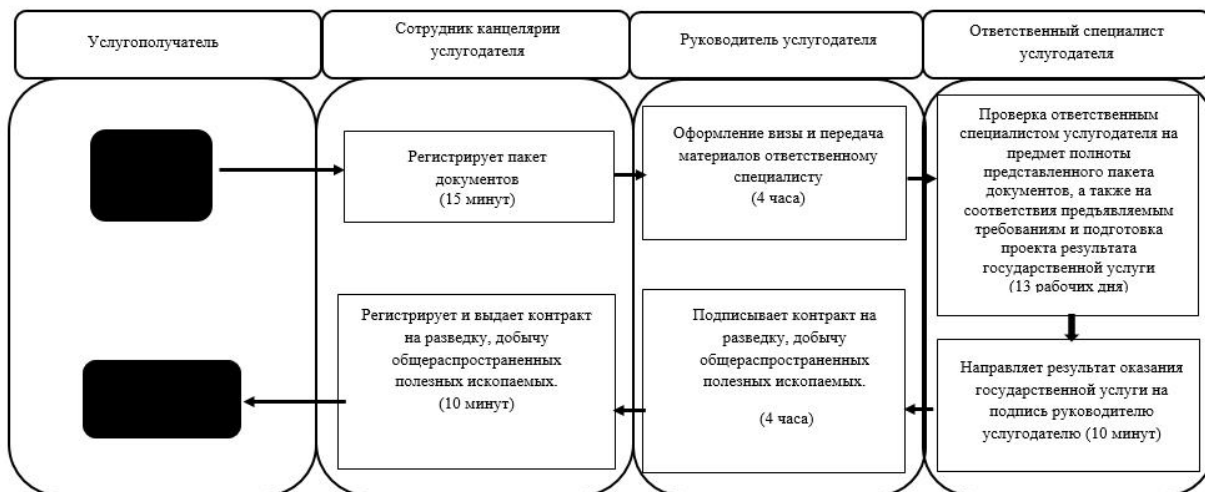 Услугополучатель
Сотрудник канцелярии
услугодателя
Руководитель услугодателя
Ответственный специалист
услугодателя
Регистрирует пакет
документов
(15 минут)
Оформление визы и передача
материалов ответственному
специалисту
(4 часа)
Проверка ответственным
специалистом услугодателя на
предмет полноты
представленного пакета
документов, а также на
соответствия предъявляемым
требованиям и подготовка
проекта результата
государственной услуги
(13 рабочих дня)
Направляет результат оказания
государственной услуги на
подпись руководителю
услугодателю (10 минут)
Подписывает контракт на
разведку, добычу
общераспространенных
полезных ископаемых.
(4 часа)
Регистрирует и выдает контракт
на разведку, добычу
общераспространенных
полезных ископаемых.
(10 минут)